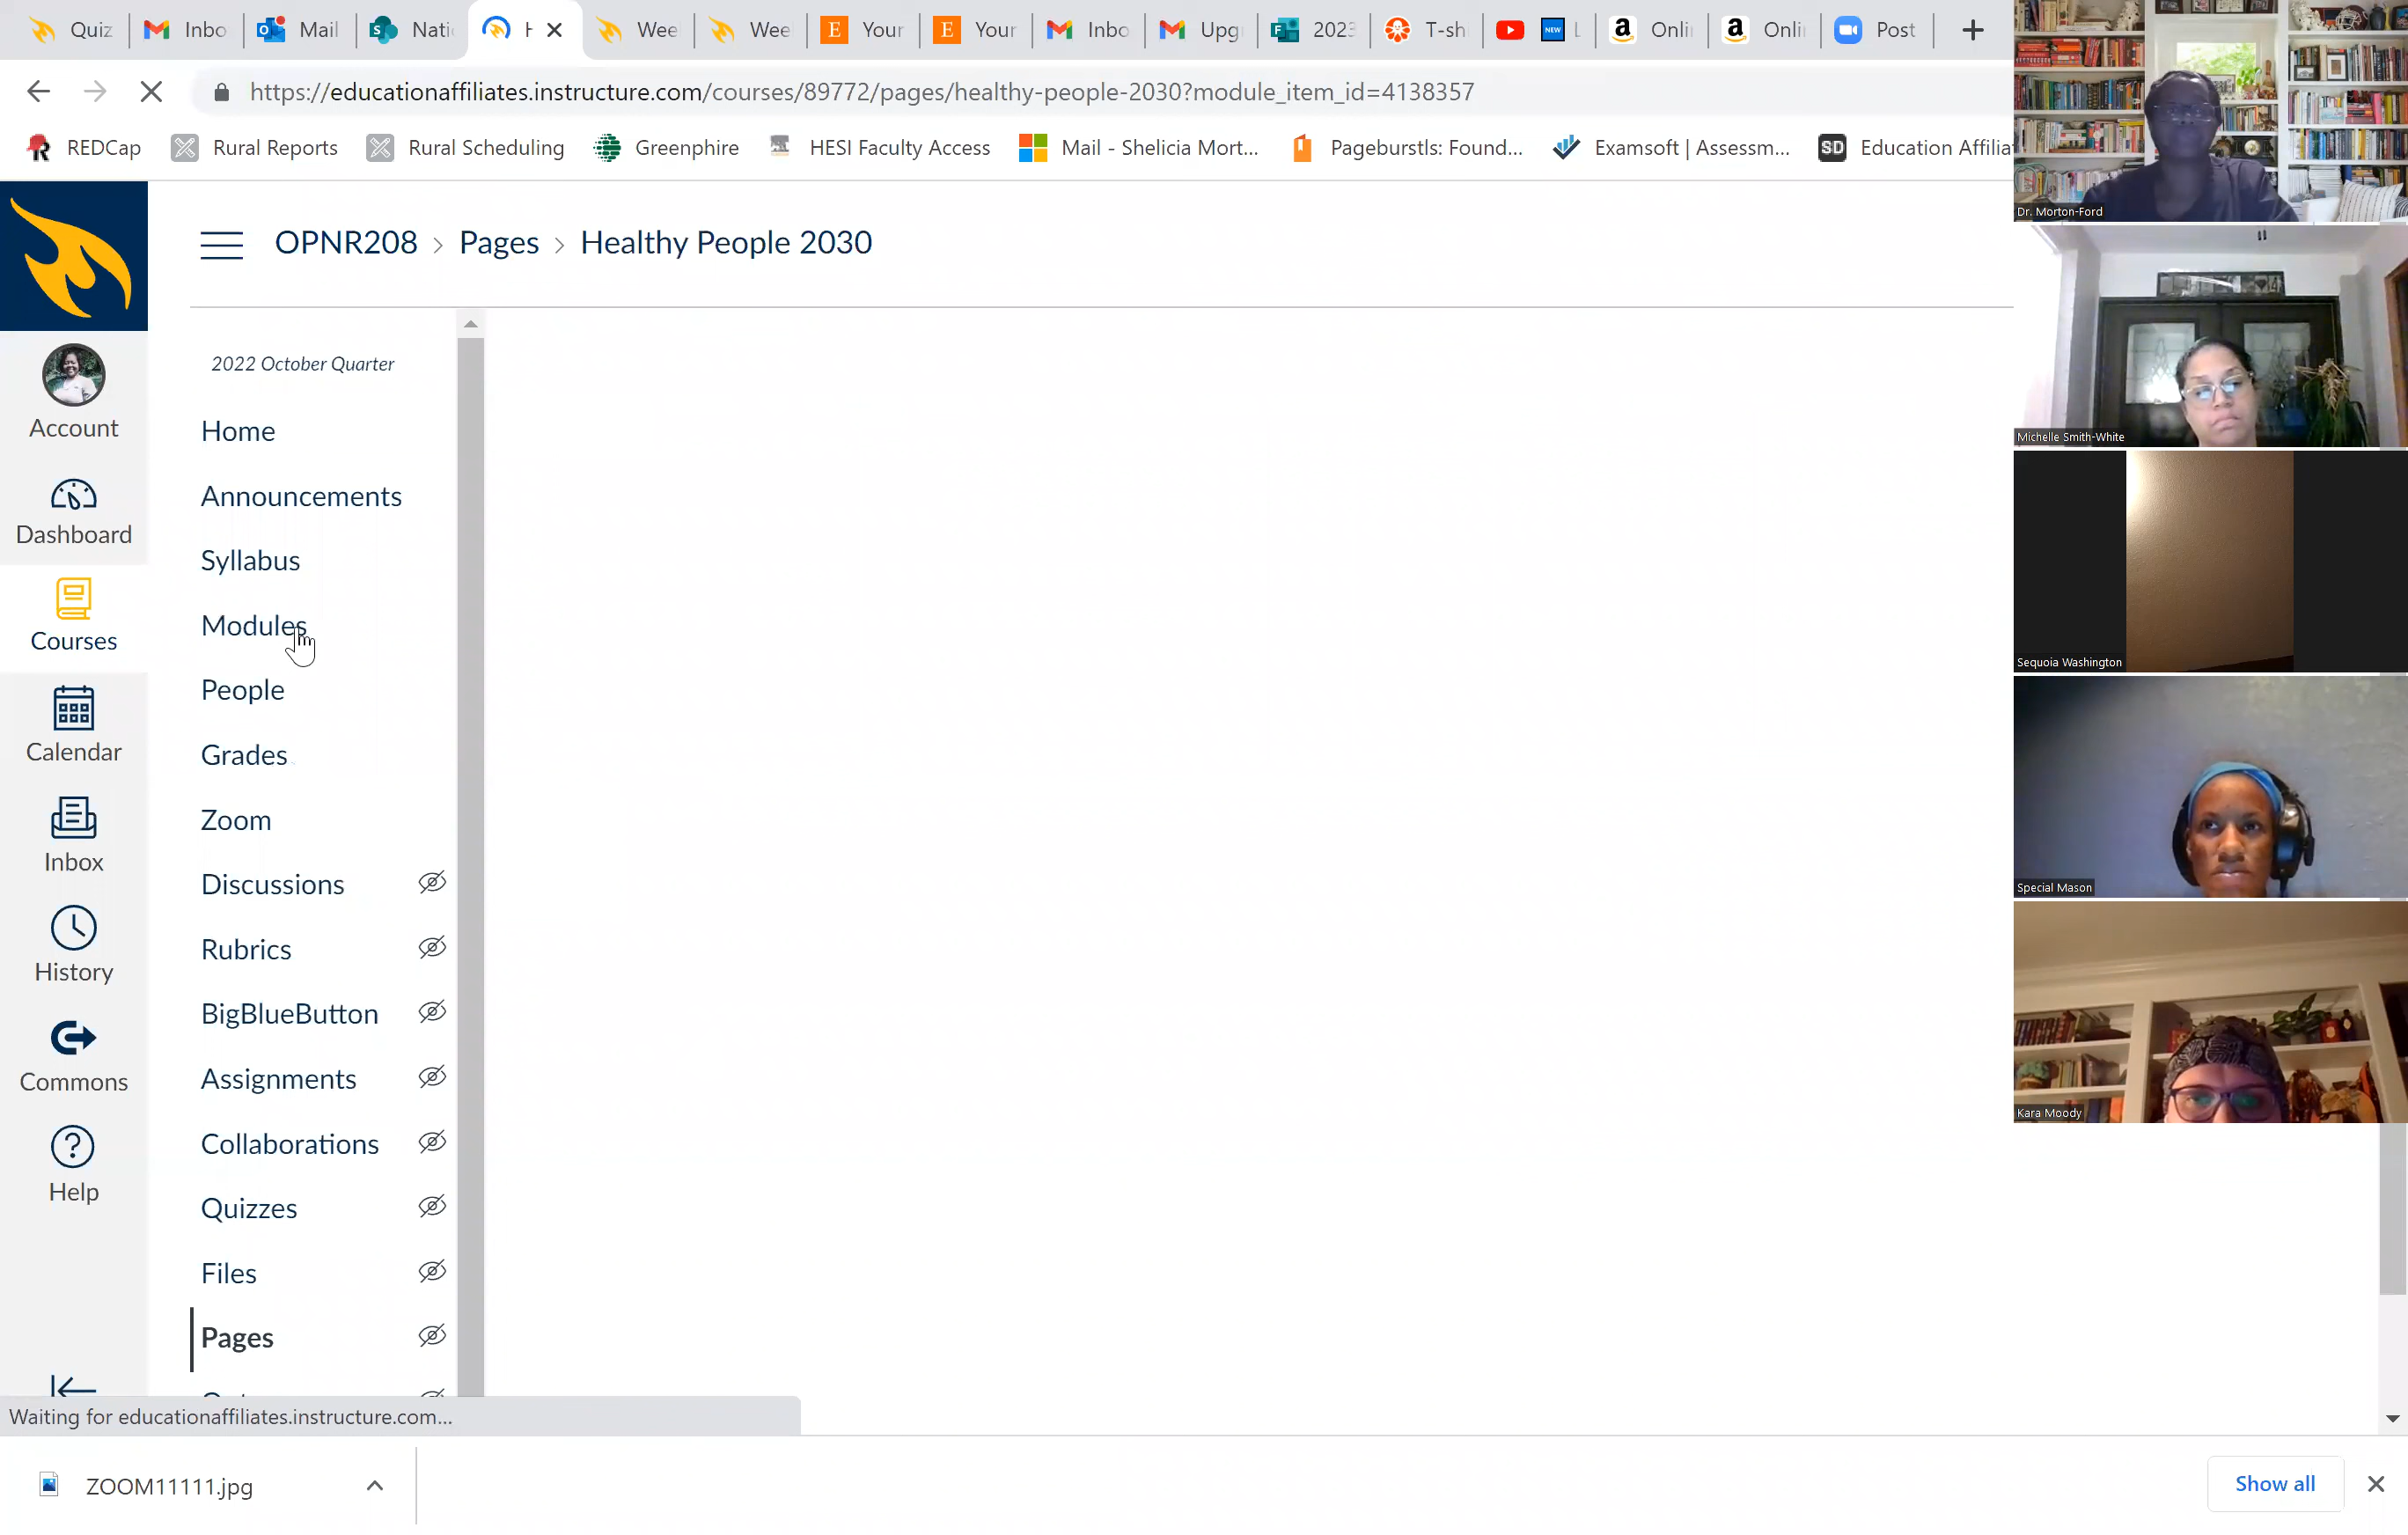 Quiz
Inbo
Mail
Nati
H
Wee
Wee
Your
Your
Inbo
Upg
2023
T-sh
NEW
L
Onli
Onli
Post
https://educationaffiliates.instructure.com/courses/89772/pages/healthy-people-2030?module_item_id=4138357
REDCap
Rural Reports
Rural Scheduling
Greenphire
HESI Faculty Access
Mail - Shelicia Mort...
Pageburstls: Found...
Examsoft | Assessm...
SD Education Affilia
OPNR208 > Pages > Healthy People 2030
2022 October Quarter
Home
Announcements
Syllabus
Modules
People
Grades
Zoom
Discussions
Rubrics
BigBlueButton
Assignments
Collaborations
Quizzes
Files
Pages
Account
Dashboard
Courses
Calendar
Inbox
History
Commons
Help
Dr. Morton-Ford
Michelle Smith-White
Sequoia Washington
Special Mason
Kara Moody
Waiting for educationaffiliates.instructure.com...
ZOOM11111.jpg
Show all